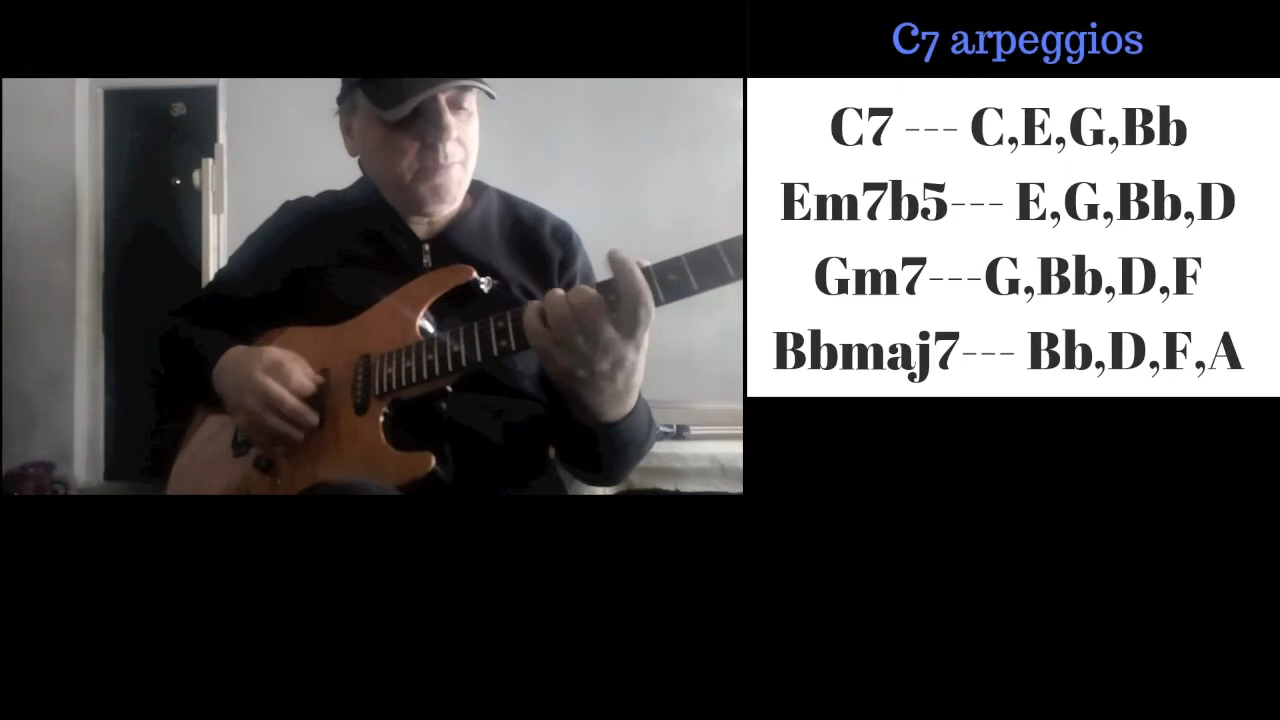 C7 arpeggios
C7 --- C,E,G,Bb
Em7b5--- E,G,Bb,D
Gm7---G,Bb,D,F
Bbmaj7--- Bb,D,F,A